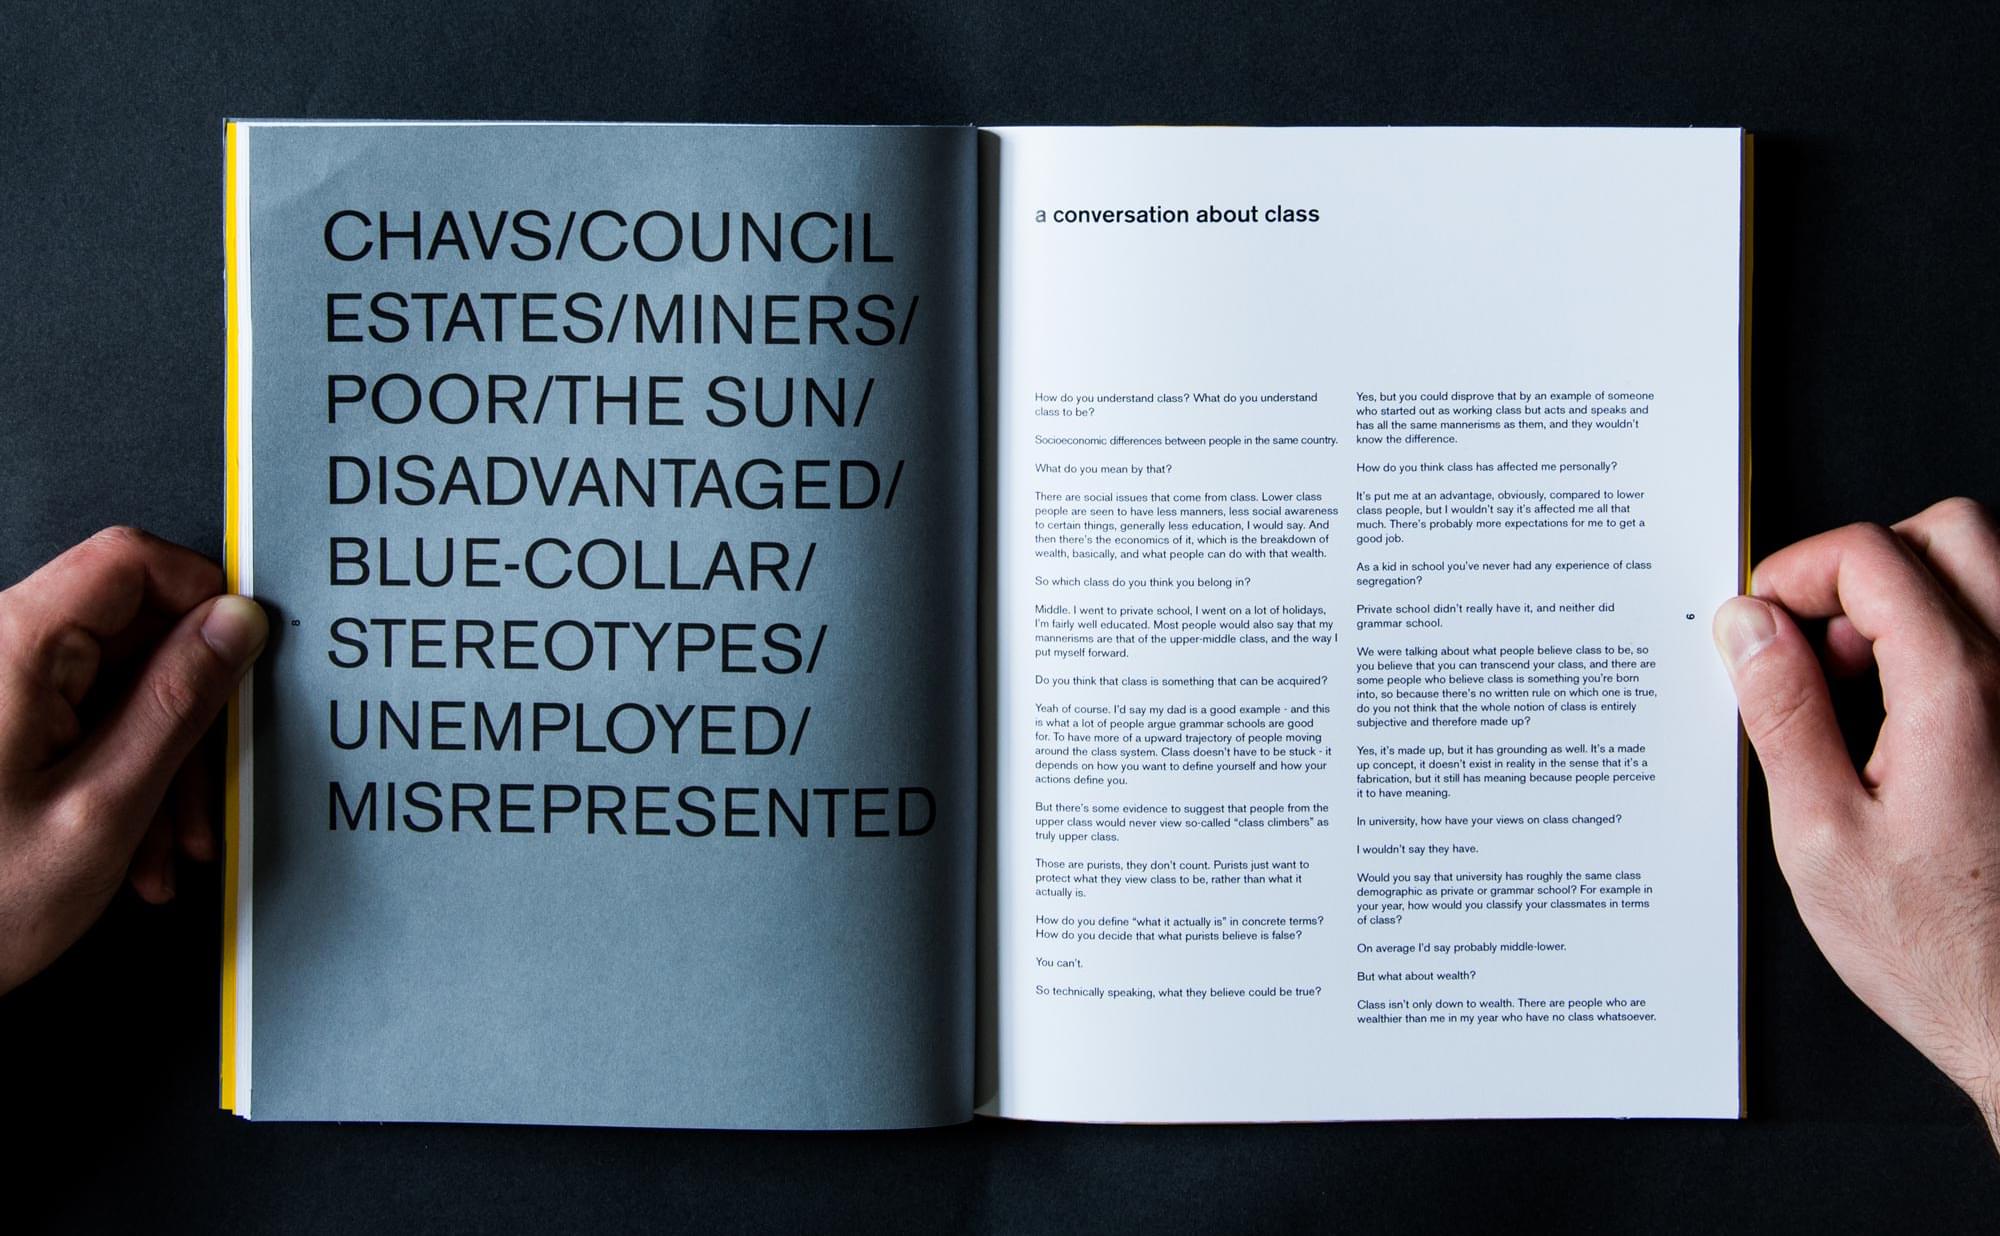 CHAVS/COUNCIL
ESTATES/MINERS/
POOR/THE SUN/
DISADVANTAGED/
BLUE-COLLAR/
STEREOTYPES/
UNEMPLOYED/
MISREPRESENTED
8
a conversation about class
How do you understand class? What do you understand
class to be?
Socioeconomic differences between people in the same country.
What do you mean by that?
There are social issues that come from class. Lower class
people are seen to have less manners, less social awareness
to certain things, generally less education, I would say. And
then there's the economics of it, which is the breakdown of
wealth, basically, and what people can do with that wealth.
So which class do you think you belong in?
Middle. I went to private school, I went on a lot of holidays,
I'm fairly well educated. Most people would also say that my
mannerisms are that of the upper-middle class, and the way I
put myself forward.
Do you think that class is something that can be acquired?
Yeah of course. I'd say my dad is a good example - and this
is what a lot of people argue grammar schools are good
for. To have more of a upward trajectory of people moving
around the class system. Class doesn't have to be stuck - it
depends on how you want to define yourself and how your
actions define you.
But there's some evidence to suggest that people from the
upper class would never view so-called “class climbers” as
truly upper class.
Those are purists, they don't count. Purists just want to
protect what they view class to be, rather than what it
actually is.
How do you define “what it actually is” in concrete terms?
How do you decide that what purists believe is false?
You can't.
So technically speaking, what they believe could be true?
Yes, but you could disprove that by an example of someone
who started out as working class but acts and speaks and
has all the same mannerisms as them, and they wouldn't
know the difference.
How do you think class has affected me personally?
It's put me at an advantage, obviously, compared to lower
class people, but I wouldn't say it's affected me all that
much. There's probably more expectations for me to get a
good job.
As a kid in school you've never had any experience of class
segregation?
Private school didn't really have it, and neither did
grammar school.
We were talking about what people believe class to be, so
you believe that you can transcend your class, and there are
some people who believe class is something you're born
into, so because there's no written rule on which one is true,
do you not think that the whole notion of class is entirely
subjective and therefore made up?
Yes, it's made up, but it has grounding as well. It's a made
up concept, it doesn't exist in reality in the sense that it's a
fabrication, but it still has meaning because people perceive
it to have meaning.
In university, how have your views on class changed?
I wouldn't say they have.
Would you say that university has roughly the same class
demographic as private or grammar school? For example in
your year, how would you classify your classmates in terms
of class?
On average I'd say probably middle-lower.
But what about wealth?
Class isn't only down to wealth. There are people who are
wealthier than me in my year who have no class whatsoever.
9